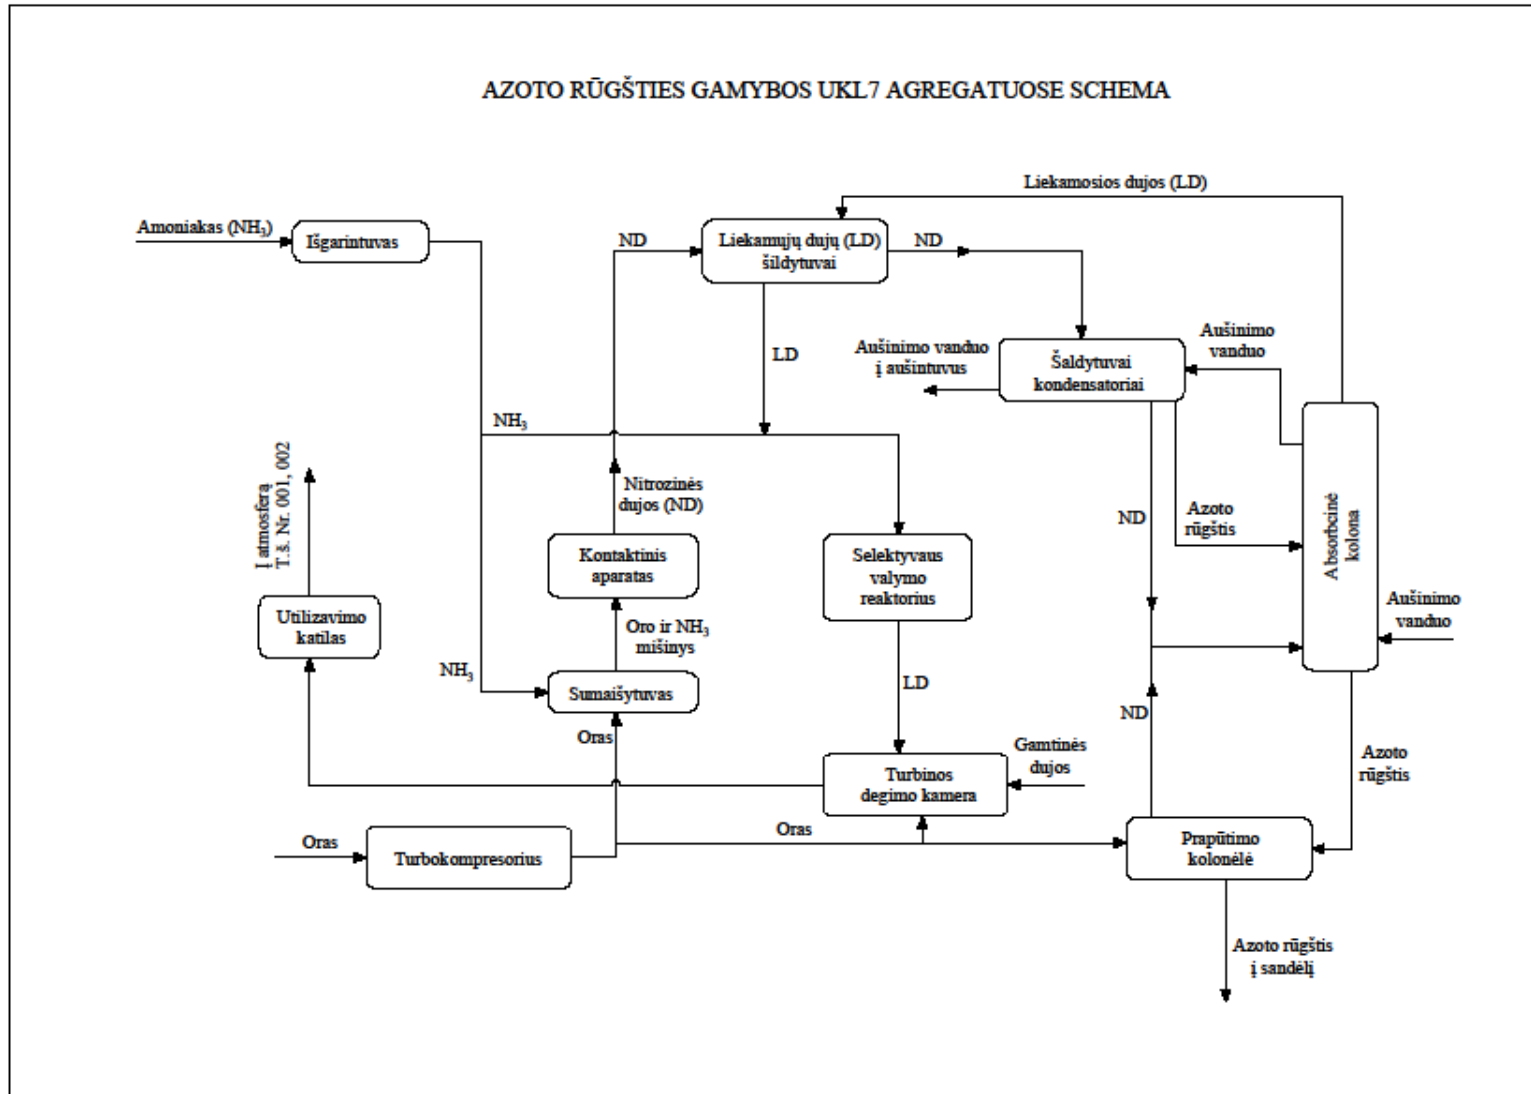 AZOTO RŪGŠTIES GAMYBOS UKL7 AGREGATUOSE SCHEMA
Liekamosios dujos (LD)
Amoniakas (NH₃)
Išgarintuvas
ND
Liekamųjų dujų (LD)
šildytuvai
ND
LD
Aušinimo vanduo
į aušintuvus
Šaldytuvai
kondensatoriai
Aušinimo
vanduo
NH₃
Į atmosferą
T.š. Nr. 001, 002
Nitrozinės
dujos (ND)
ND
Azoto
rūgštis
Absorbcinė
kolona
Kontaktinis
aparatas
Selektyvaus
valymo
reaktorius
Utilizavimo
katilas
Oro ir NH₃
mišinys
Aušinimo
vanduo
NH₃
Sumaišytuvas
LD
ND
Oras
Gamtinės
dujos
Turbinos
degimo kamera
Azoto
rūgštis
Oras
Turbokompresorius
Oras
Prapūtimo
kolonėlė
Azoto rūgštis
į sandėlį